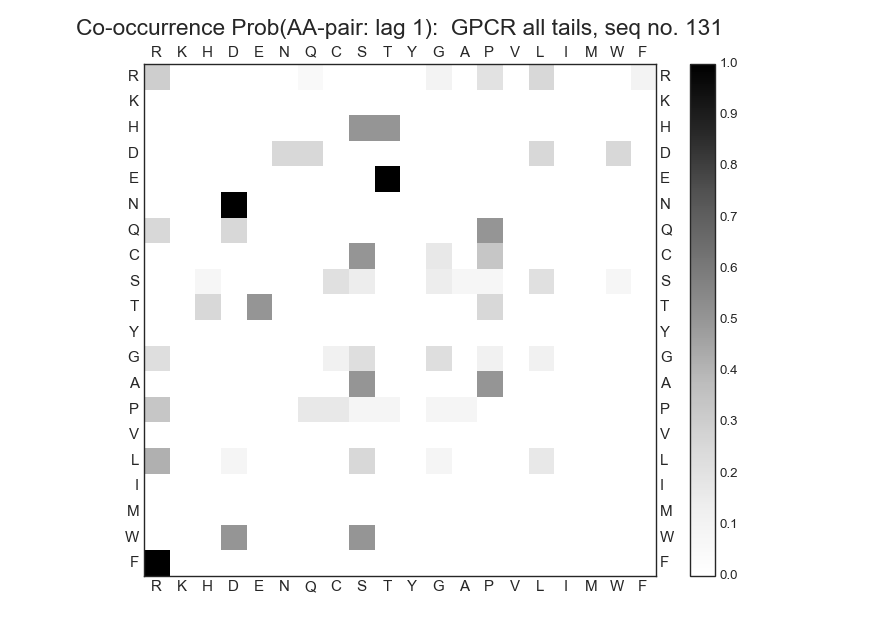 Co-occurrence Prob(AA-pair: lag 1):  GPCR all tails, seq no. 131
R K H D E N Q C S T Y G A P V L I M W F
R R 1.0
K K
H H 0.9
D D 0.8
E E
N N 0.7
Q Q
C C 0.6
S S
T T 0.5
Y Y
G G 0.4
A A
P P 0.3
V V
L L 0.2
I I
M M 0.1
W W
F F 0.0
R K H D E N Q C S T Y G A P V L I M W F